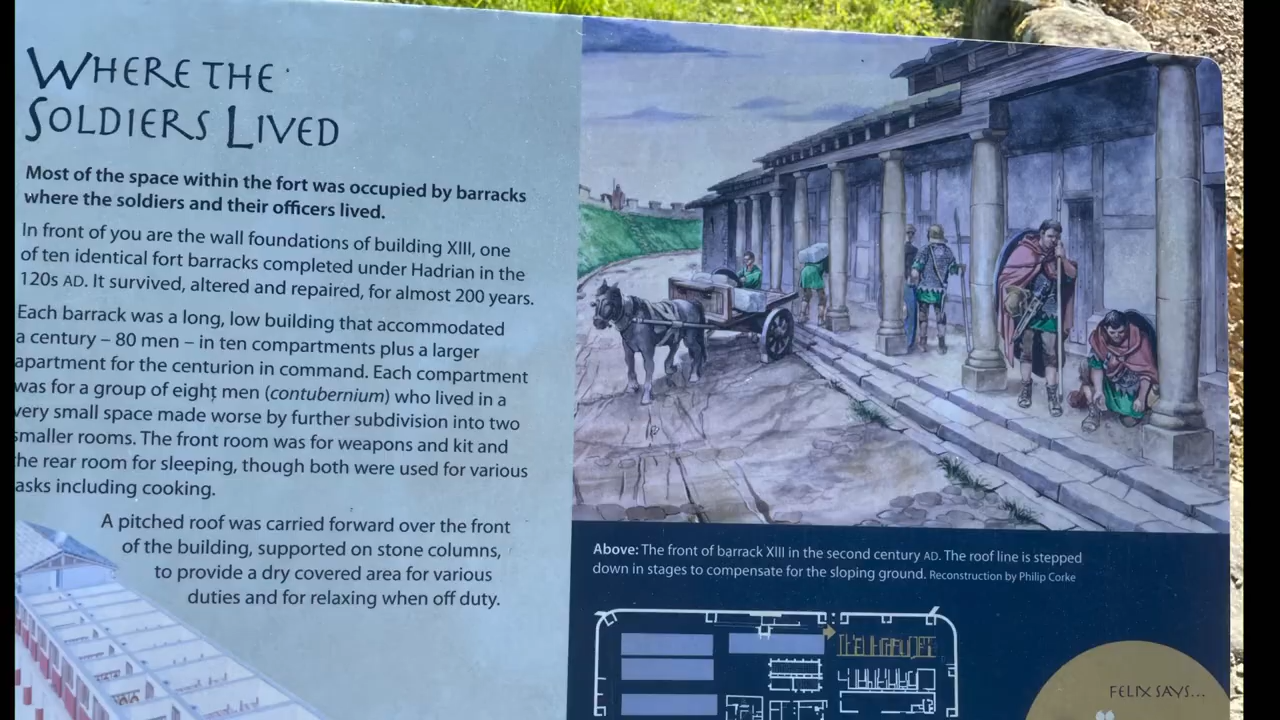 WHERE THE
SOLDIERS LIVED
Most of the space within the fort was occupied by barracks
where the soldiers and their officers lived.
In front of you are the wall foundations of building XIII, one
of ten identical fort barracks completed under Hadrian in the
120s AD. It survived, altered and repaired, for almost 200 years.
Each barrack was a long, low building that accommodated
a century – 80 men – in ten compartments plus a larger
apartment for the centurion in command. Each compartment
was for a group of eight men (contubernium) who lived in a
very small space made worse by further subdivision into two
smaller rooms. The front room was for weapons and kit and
the rear room for sleeping, though both were used for various
asks including cooking.
A pitched roof was carried forward over the front
of the building, supported on stone columns,
to provide a dry covered area for various
duties and for relaxing when off duty.
Above: The front of barrack XIII in the second century AD. The roof line is stepped
down in stages to compensate for the sloping ground. Reconstruction by Philip Corke
FELIX SAYS...